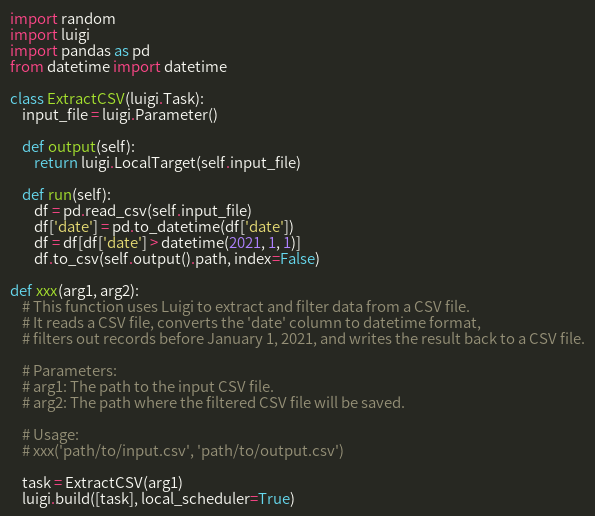 import random
import luigi
import pandas as pd
from datetime import datetime

class ExtractCSV(luigi.Task):
    input_file = luigi.Parameter()

    def output(self):
        return luigi.LocalTarget(self.input_file)

    def run(self):
        df = pd.read_csv(self.input_file)
        df['date'] = pd.to_datetime(df['date'])
        df = df[df['date'] > datetime(2021, 1, 1)]
        df.to_csv(self.output().path, index=False)

def xxx(arg1, arg2):
    # This function uses Luigi to extract and filter data from a CSV file.
    # It reads a CSV file, converts the 'date' column to datetime format,
    # filters out records before January 1, 2021, and writes the result back to a CSV file.

    # Parameters:
    # arg1: The path to the input CSV file.
    # arg2: The path where the filtered CSV file will be saved.

    # Usage:
    # xxx('path/to/input.csv', 'path/to/output.csv')

    task = ExtractCSV(arg1)
    luigi.build([task], local_scheduler=True)